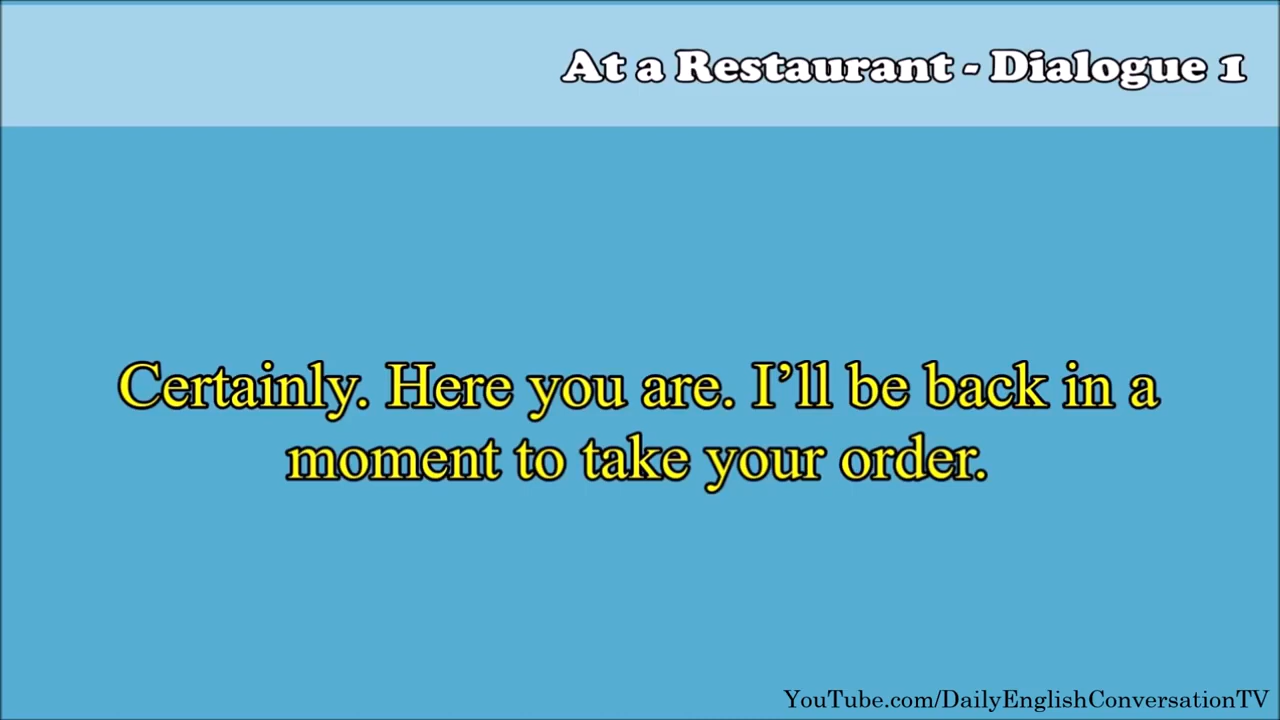 At a Restaurant - Dialogue 1
Certainly. Here you are. I’ll be back in a
moment to take your order.
YouTube.com/DailyEnglishConversationTV